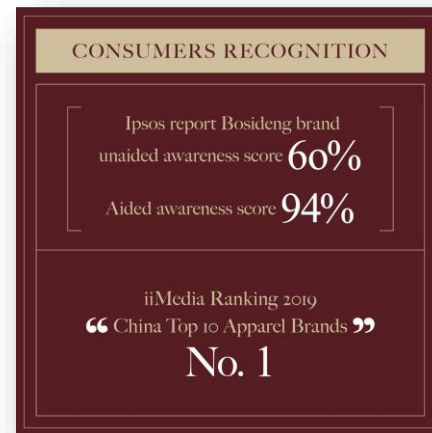 CONSUMERS RECOGNITION
Ipsos report Bosideng brand
unaided awareness score 60%
Aided awareness score 94%
iiMedia Ranking 2019
“ China Top 10 Apparel Brands ”
No. 1